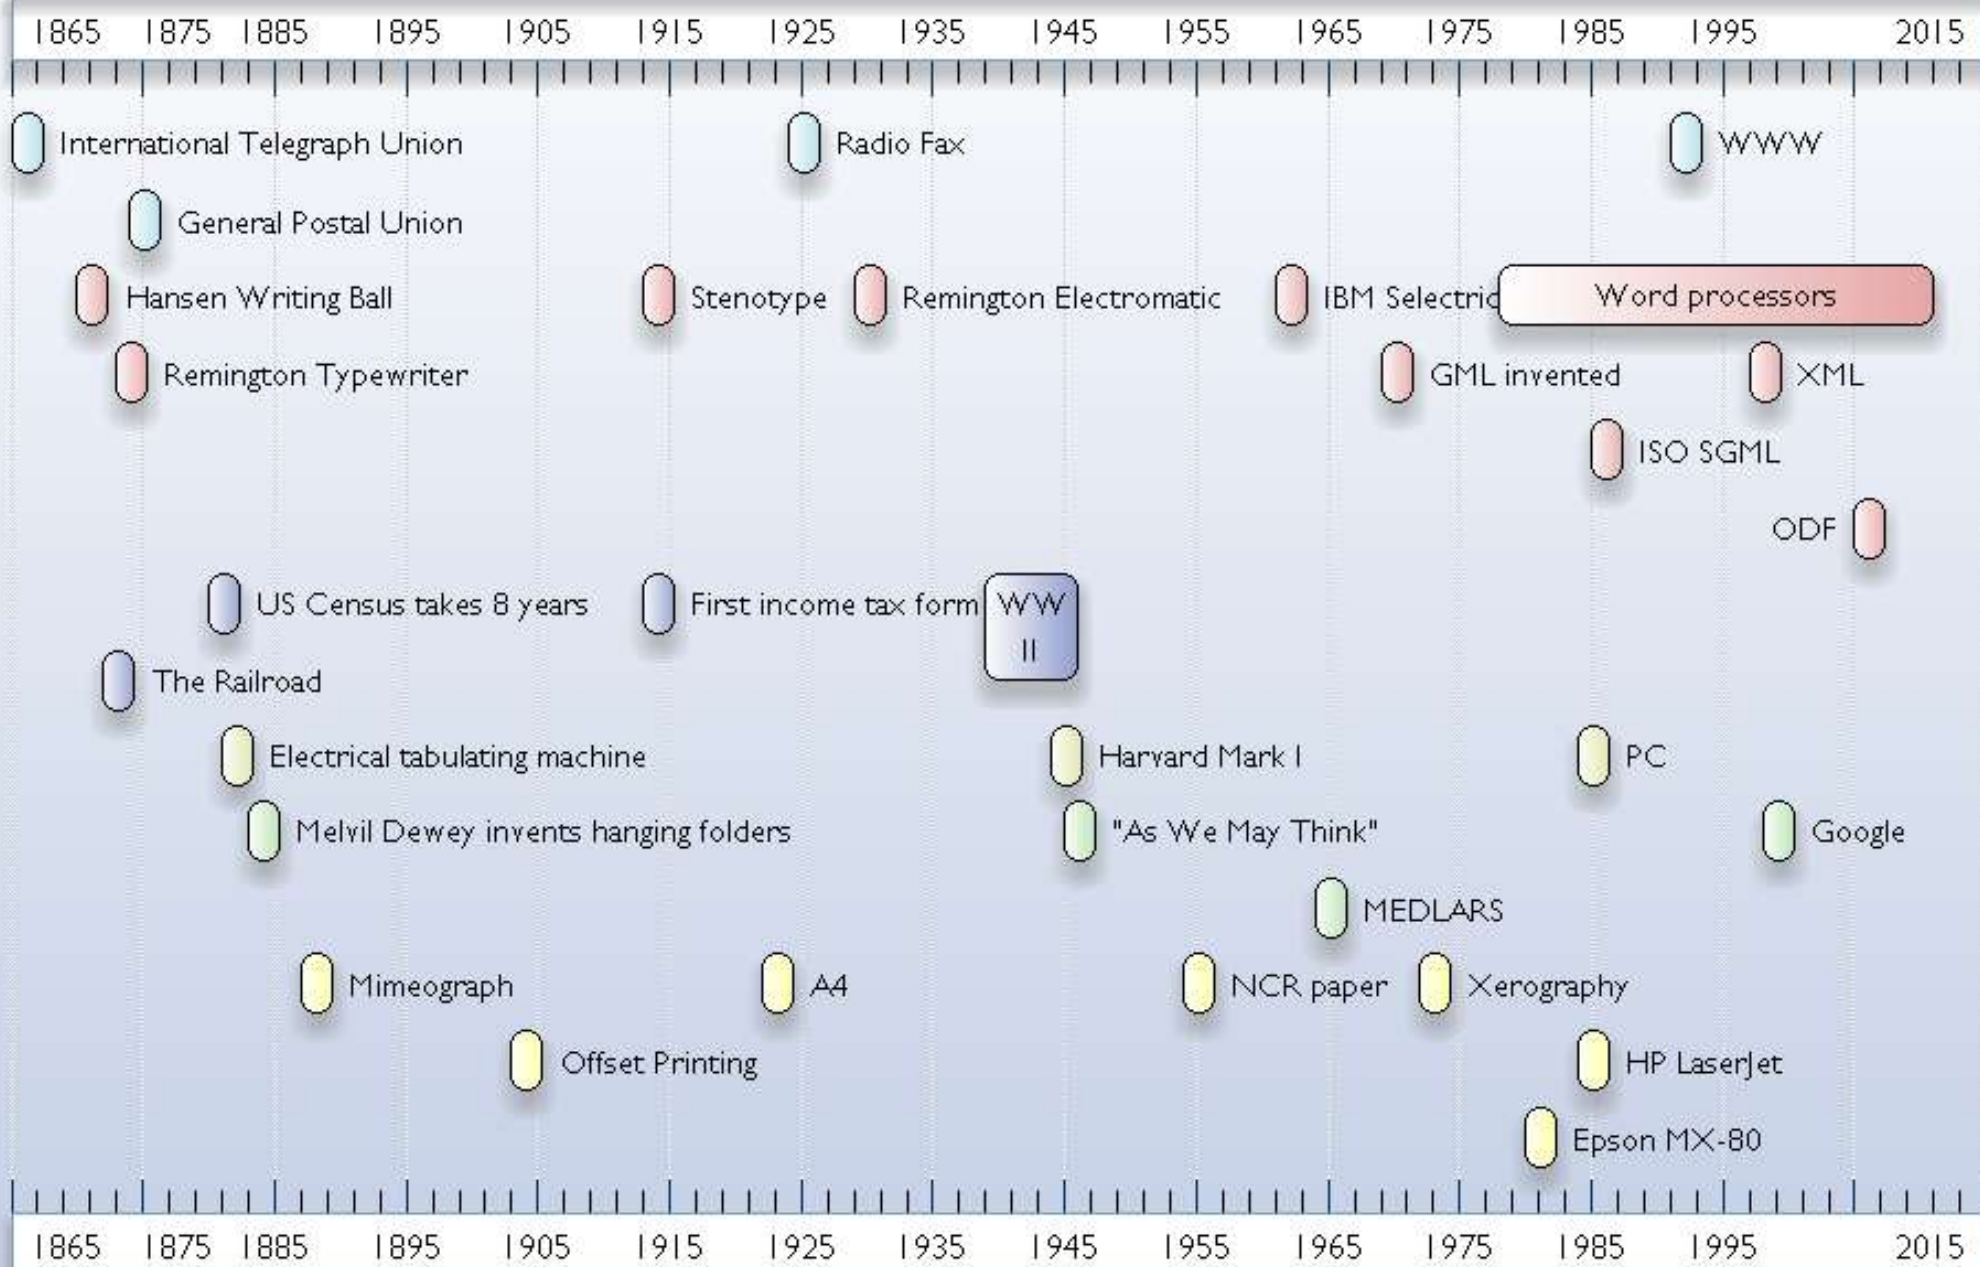 1865 1875 1885 1895 1905 1915 1925 1935 1945 1955 1965 1975 1985 1995 2015
International Telegraph Union Radio Fax WWW
General Postal Union
Hansen Writing Ball Stenotype Remington Electromatic IBM Selectric Word processors
Remington Typewriter GML invented XML
ISO SGML
ODF
US Census takes 8 years First income tax form WW
II
The Railroad
Electrical tabulating machine Harvard Mark I PC
Melvil Dewey invents hanging folders "As We May Think" Google
MEDLARS
Mimeograph A4 NCR paper Xerography
Offset Printing HP LaserJet
Epson MX-80
1865 1875 1885 1895 1905 1915 1925 1935 1945 1955 1965 1975 1985 1995 2015